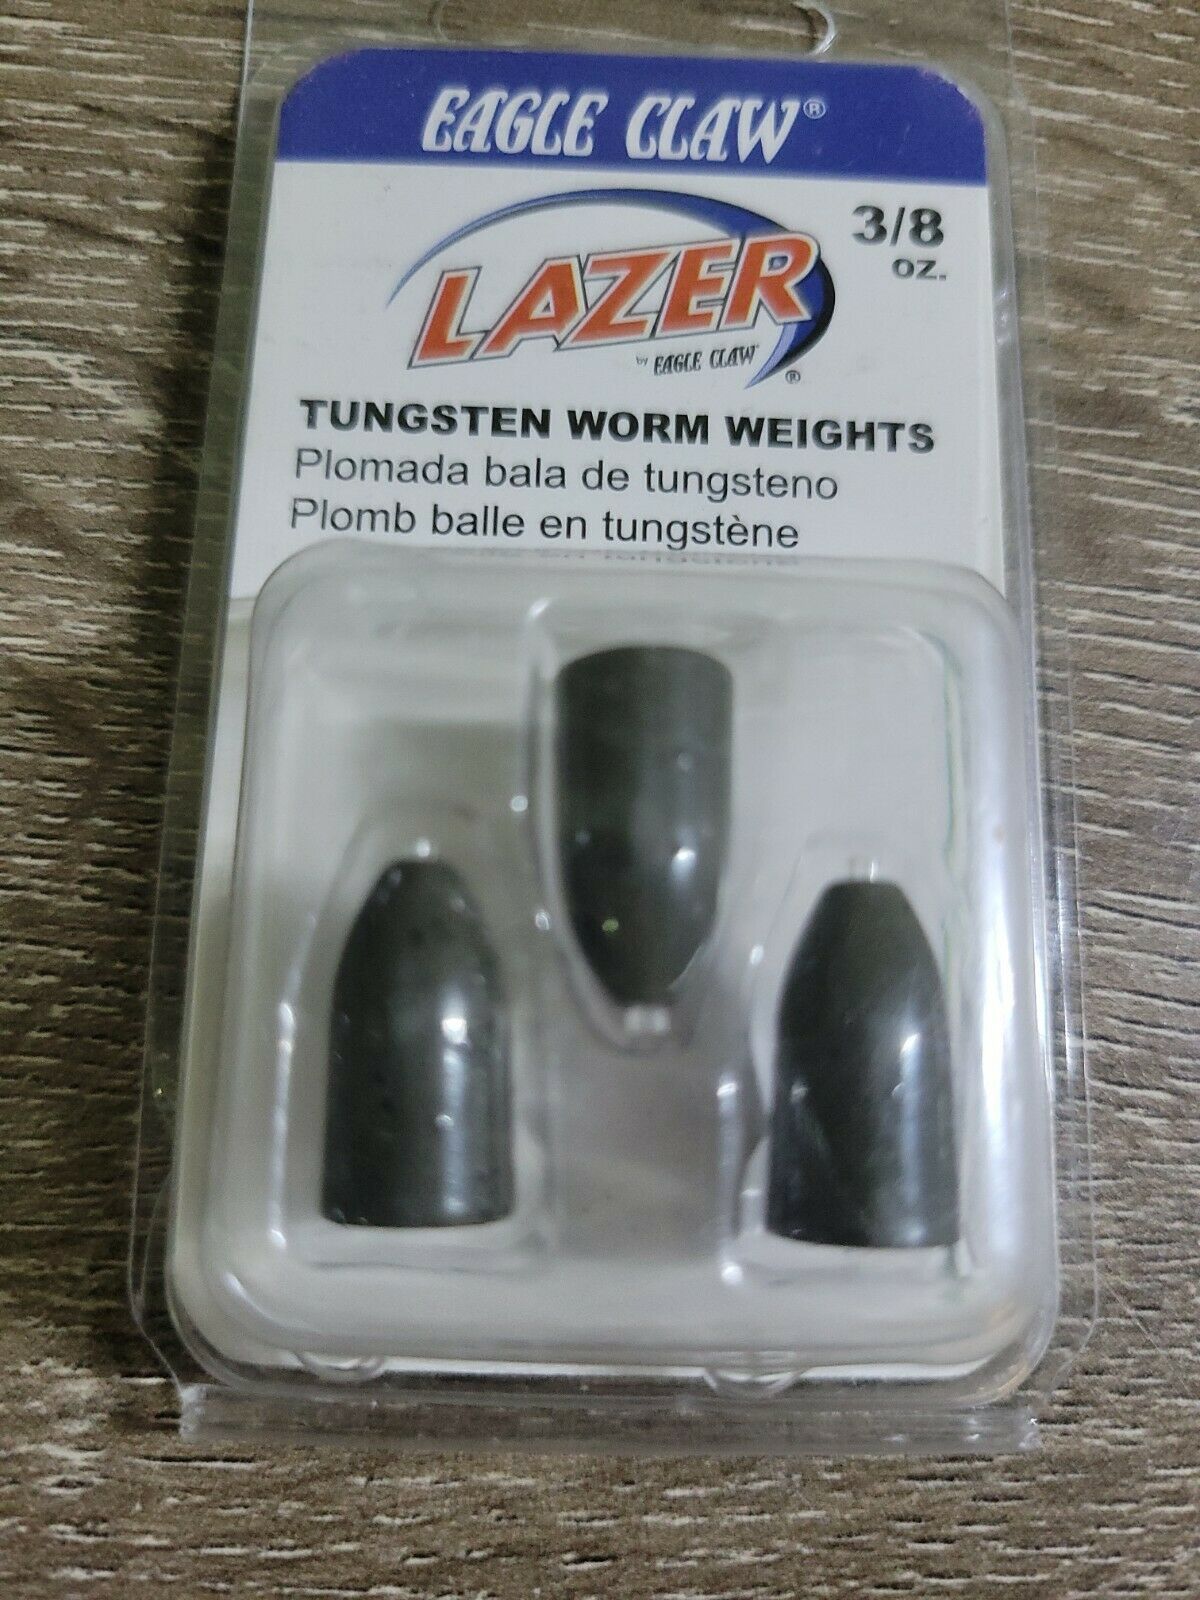 EAGLE CLAW®
3/8
oz.
LAZER
by EAGLE CLAW®
TUNGSTEN WORM WEIGHTS
Plomada bala de tungsteno
Plomb balle en tungstène